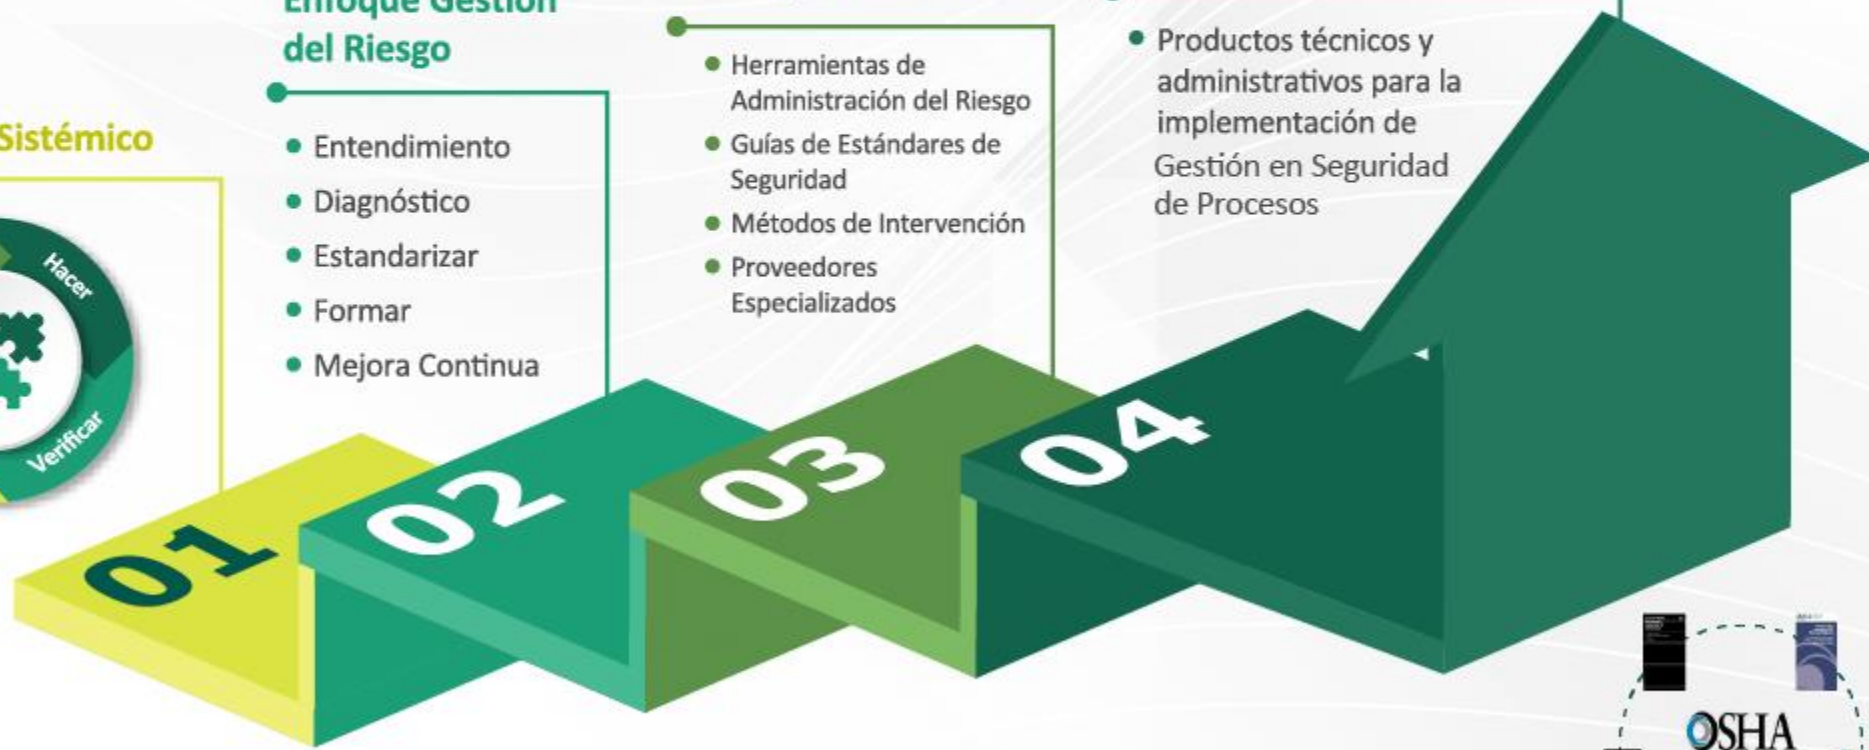 Sistémico
Hacer
Verificar
01
Enfoque Gestión
del Riesgo
Entendimiento
Diagnóstico
Estandarizar
Formar
Mejora Continua
02
Herramientas de
Administración del Riesgo
Guías de Estándares de
Seguridad
Métodos de Intervención
Proveedores
Especializados
03
Productos técnicos y
administrativos para la
implementación de
Gestión en Seguridad
de Procesos
04
OSHA